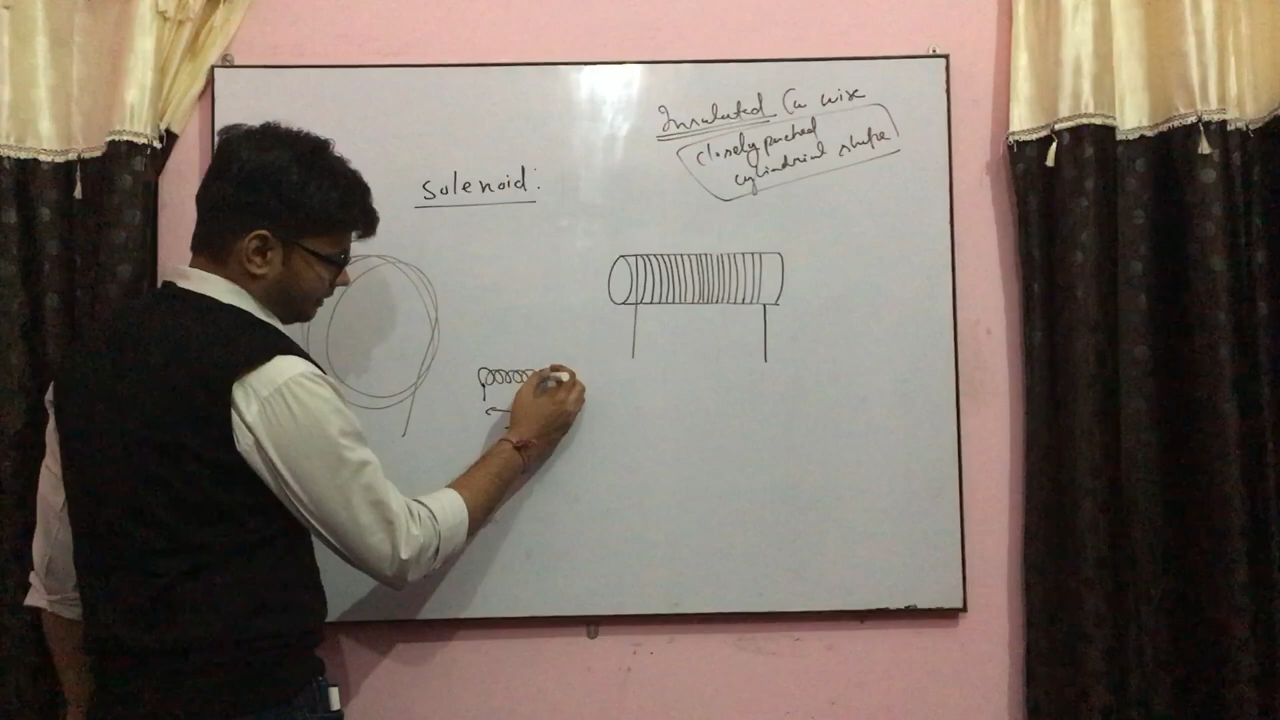 Insulated Cu wire
closely packed
cylindrical shape
Solenoid: